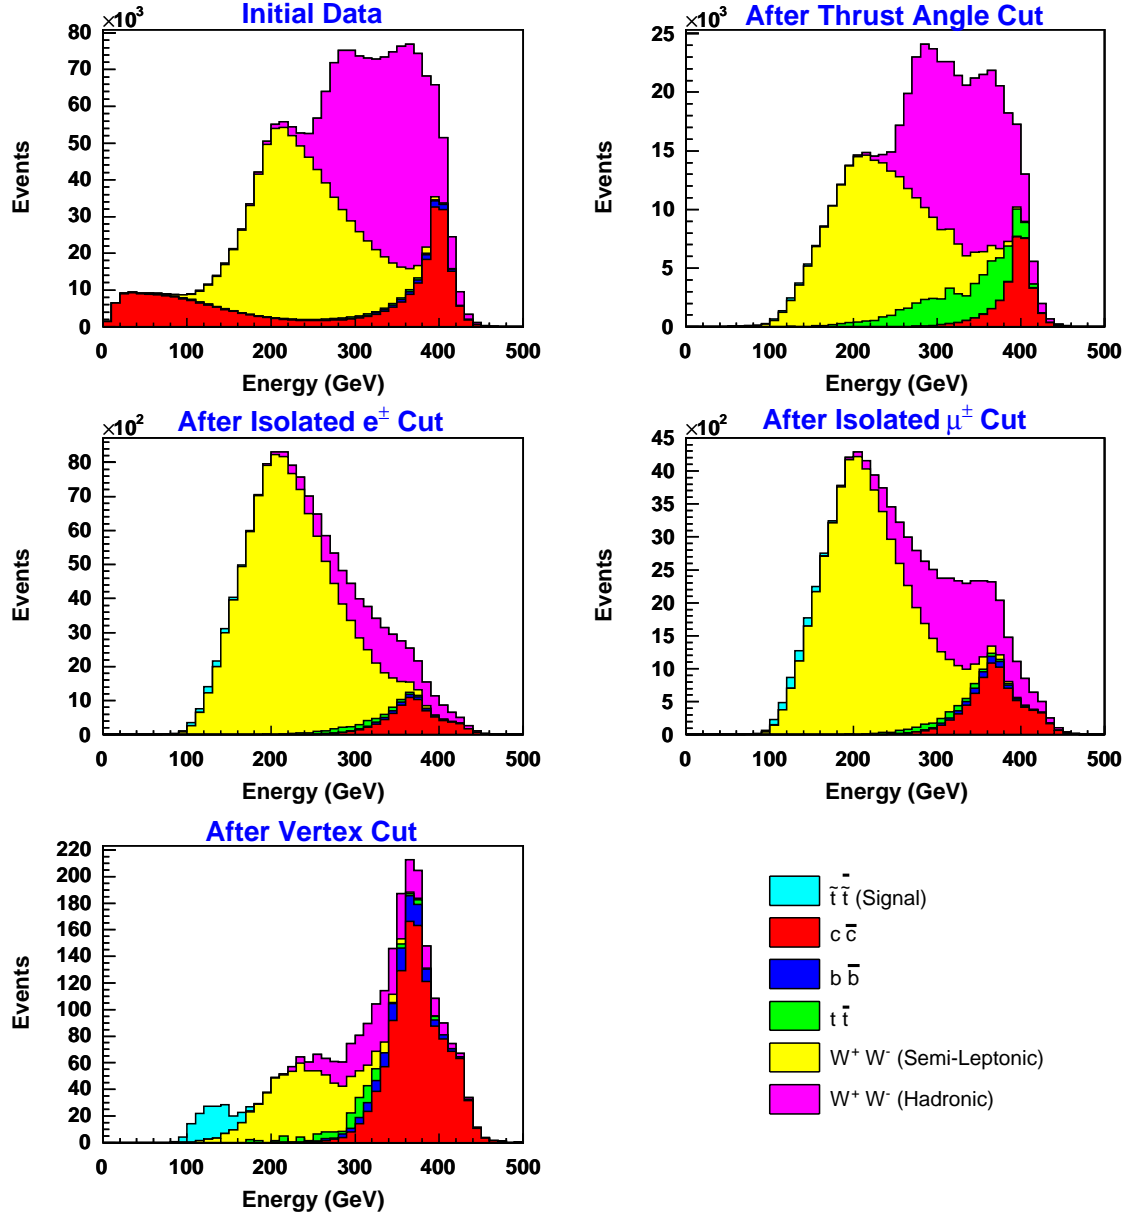 Initial Data
×10³
80
70
60
50
40
30
20
10
0
Events
0 100 200 300 400 500
Energy (GeV)
After Thrust Angle Cut
×10³
25
20
15
10
5
0
Events
0 100 200 300 400 500
Energy (GeV)
After Isolated e± Cut
×10²
80
70
60
50
40
30
20
10
0
Events
0 100 200 300 400 500
Energy (GeV)
After Isolated μ± Cut
×10²
45
40
35
30
25
20
15
10
5
0
Events
0 100 200 300 400 500
Energy (GeV)
After Vertex Cut
220
200
180
160
140
120
100
80
60
40
20
0
Events
0 100 200 300 400 500
Energy (GeV)
t̃ t̃̄ (Signal)
c c̄
b b̄
t t̄
W⁺ W⁻ (Semi-Leptonic)
W⁺ W⁻ (Hadronic)